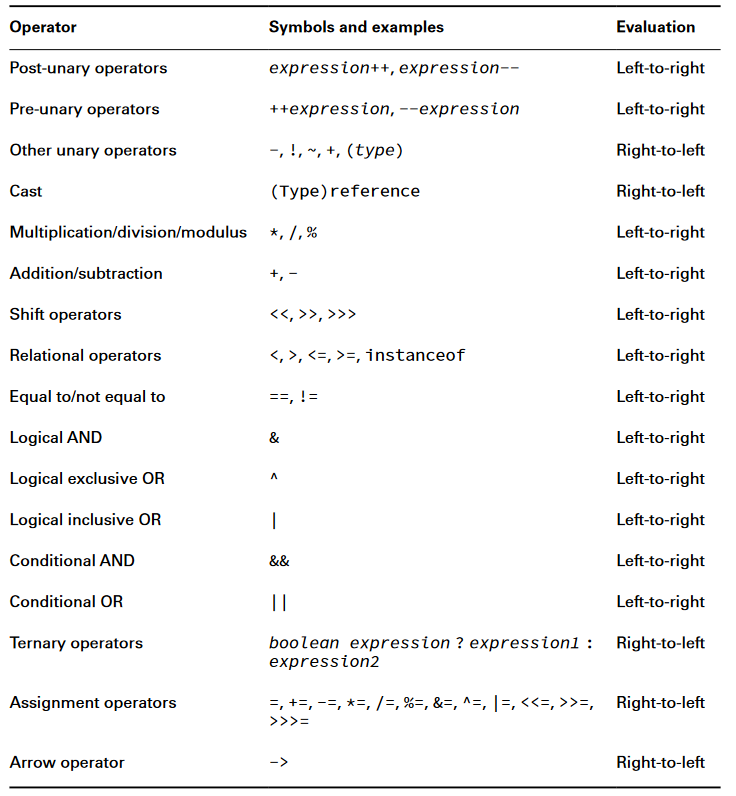 Operator Symbols and examples Evaluation
Post-unary operators expression++, expression-- Left-to-right
Pre-unary operators ++expression, --expression Left-to-right
Other unary operators -, !, ~, +, (type) Right-to-left
Cast (Type)reference Right-to-left
Multiplication/division/modulus *, /, % Left-to-right
Addition/subtraction +, - Left-to-right
Shift operators <<, >>, >>> Left-to-right
Relational operators <, >, <=, >=, instanceof Left-to-right
Equal to/not equal to ==, != Left-to-right
Logical AND & Left-to-right
Logical exclusive OR ^ Left-to-right
Logical inclusive OR | Left-to-right
Conditional AND && Left-to-right
Conditional OR || Left-to-right
Ternary operators boolean expression ? expression1 : Right-to-left
expression2
Assignment operators =, +=, -=, *=, /=, %=, &=, ^=, |=, <<=, >>=, Right-to-left
>>>=
Arrow operator -> Right-to-left